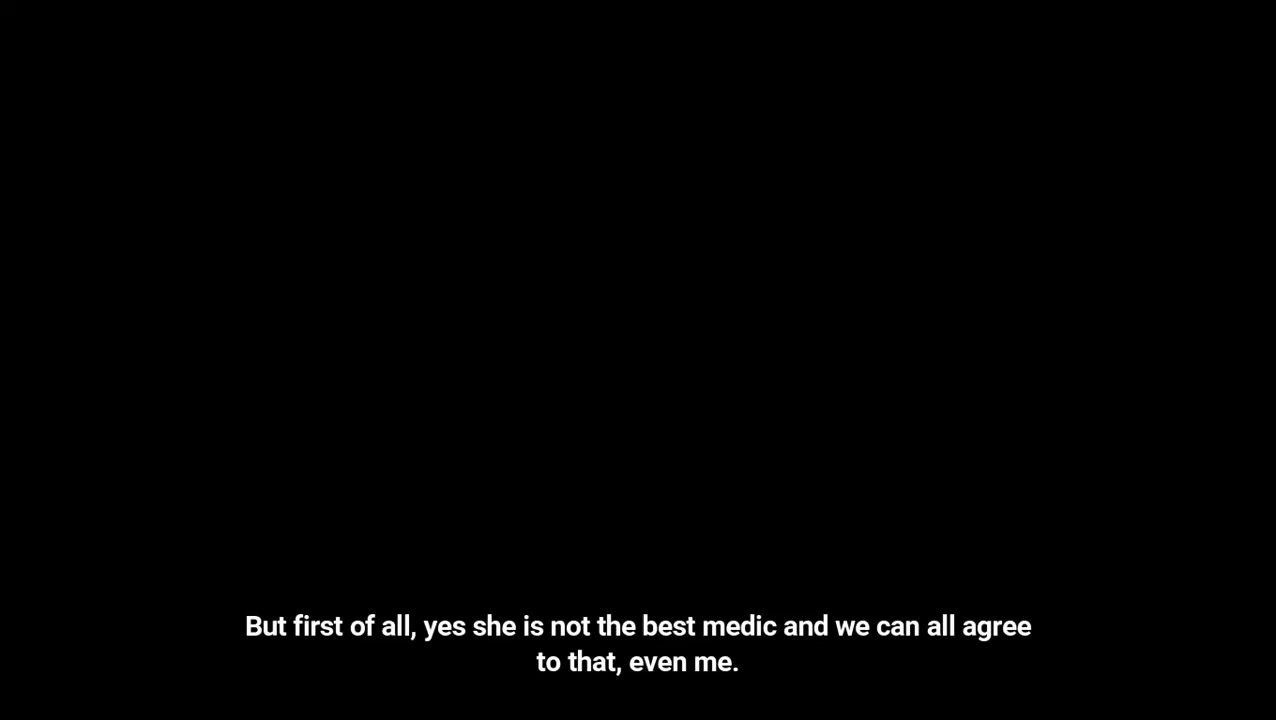 But first of all, yes she is not the best medic and we can all agree
to that, even me.